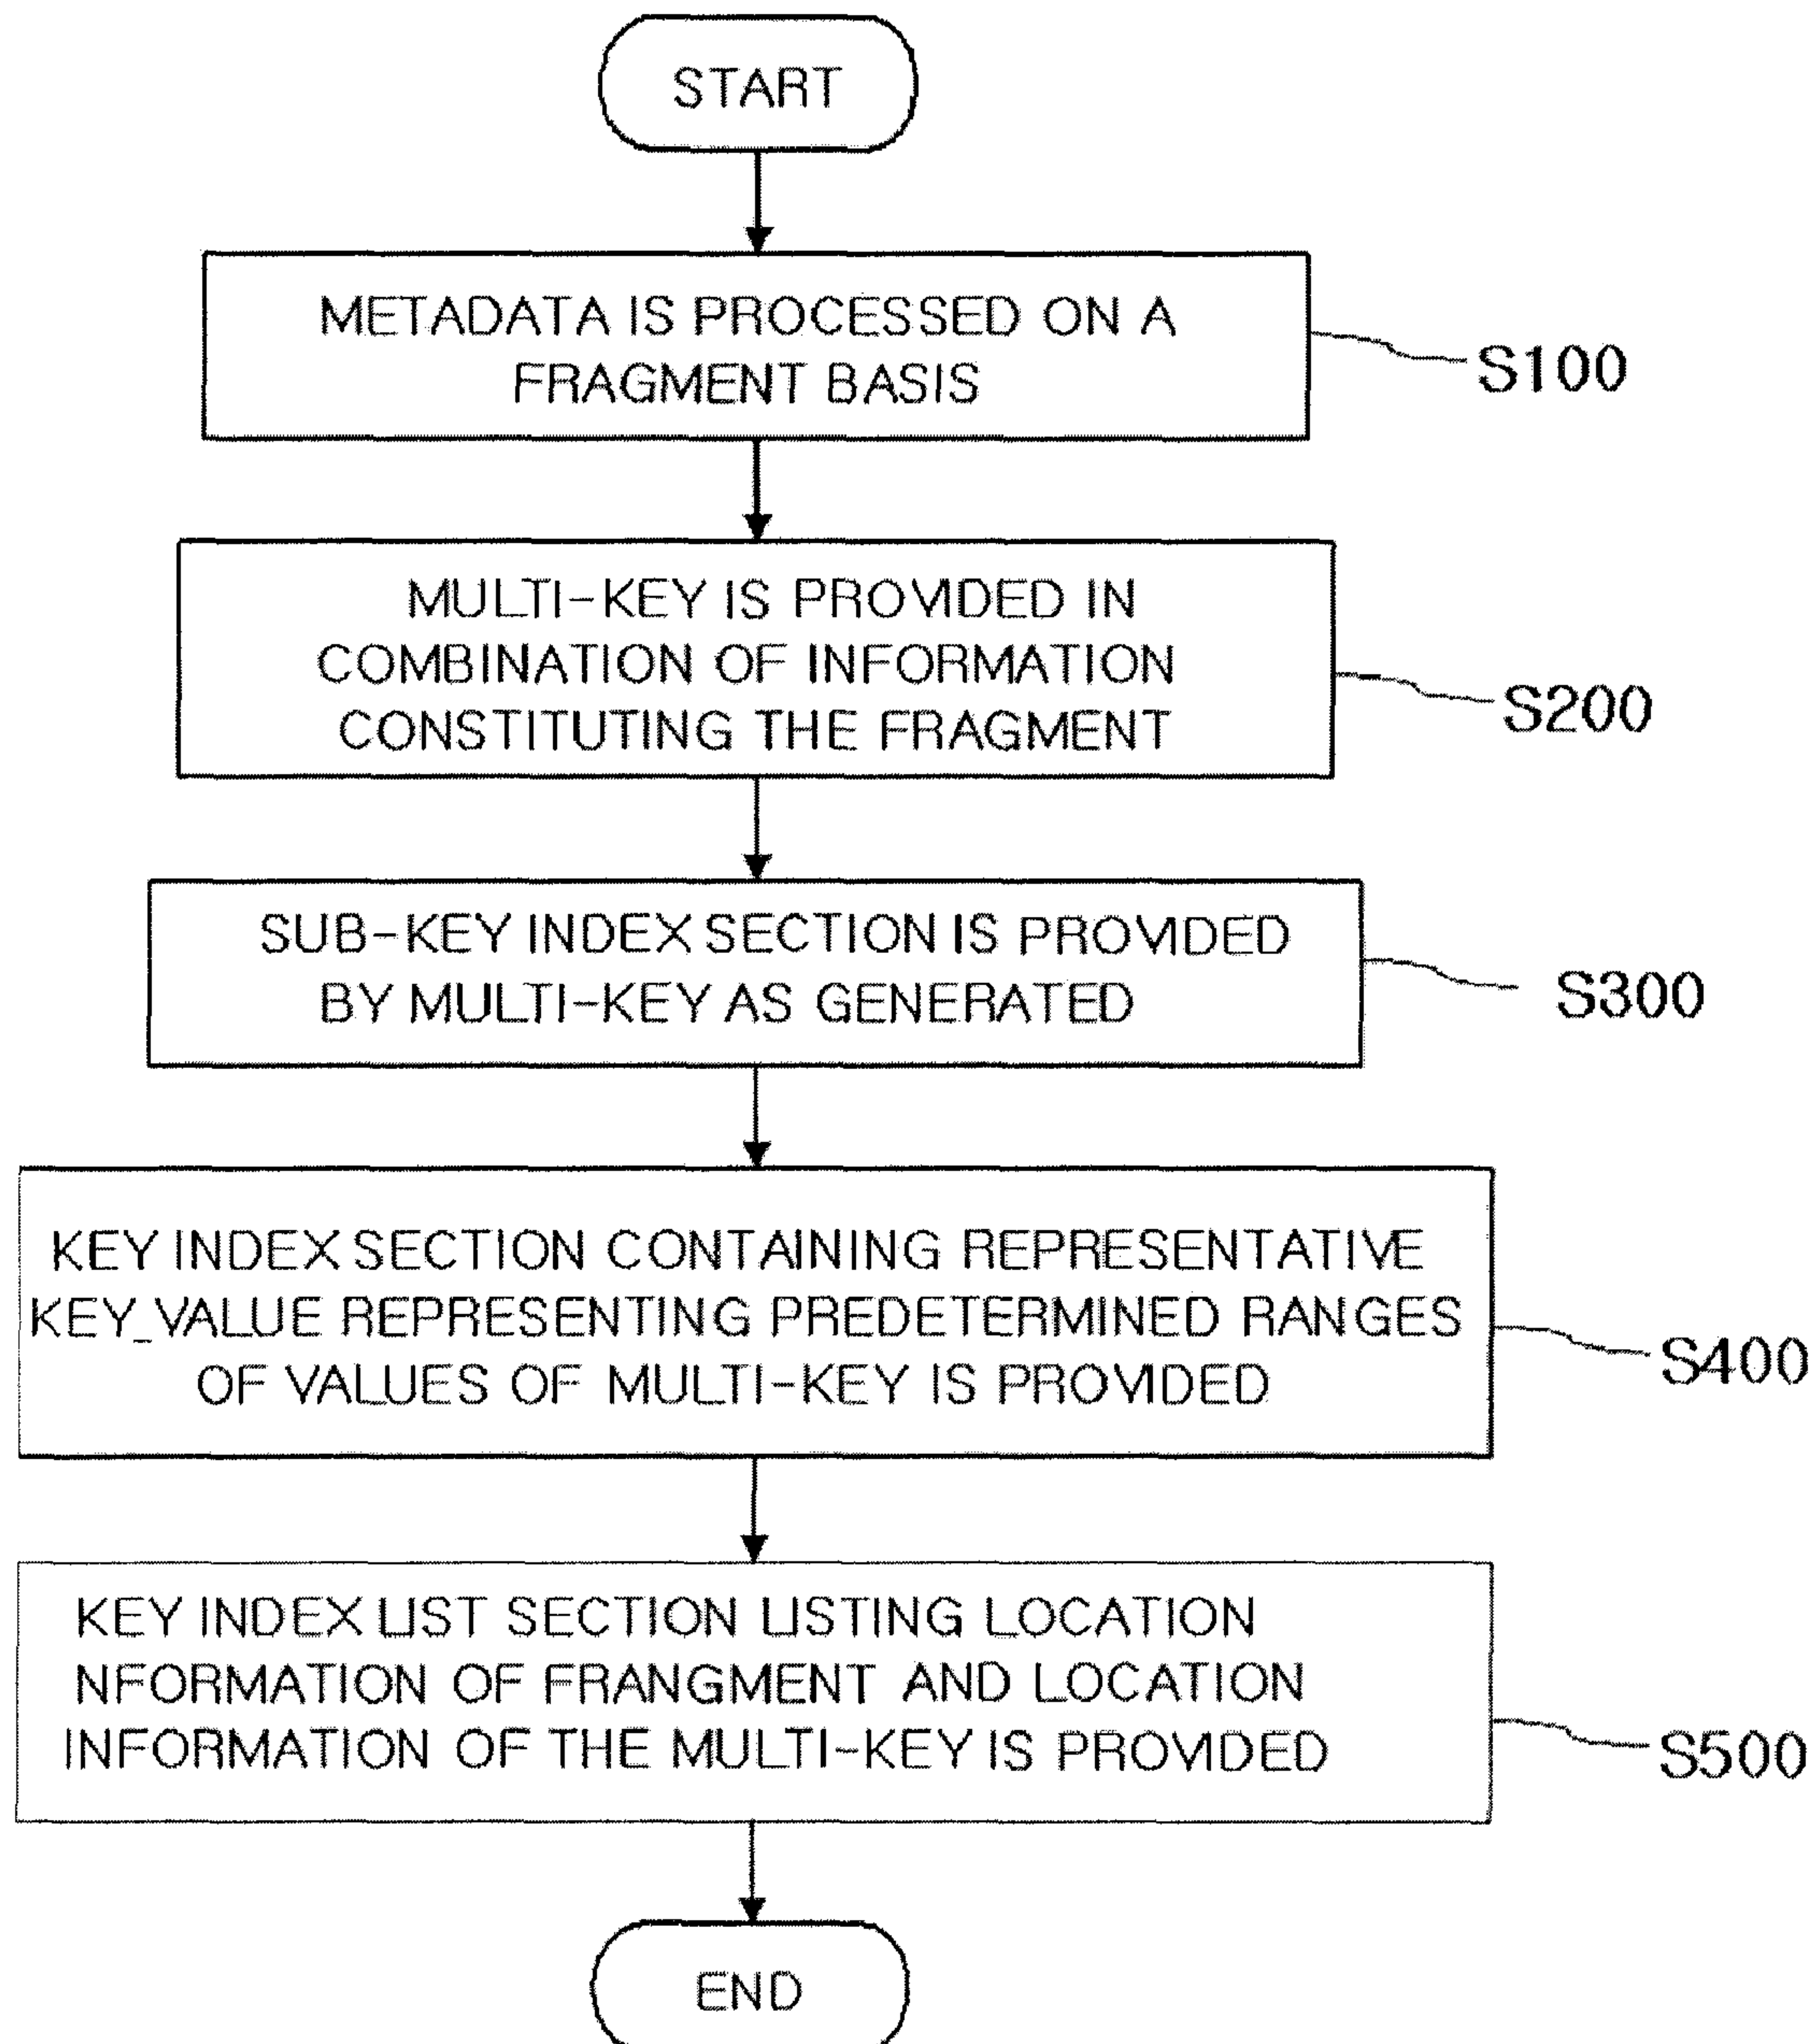 START
METADATA IS PROCESSED ON A
FRAGMENT BASIS
S100
MULTI-KEY IS PROVIDED IN
COMBINATION OF INFORMATION
CONSTITUTING THE FRAGMENT
S200
SUB-KEY INDEX SECTION IS PROVIDED
BY MULTI-KEY AS GENERATED
S300
KEY INDEX SECTION CONTAINING REPRESENTATIVE
KEY_VALUE REPRESENTING PREDETERMINED RANGES
OF VALUES OF MULTI-KEY IS PROVIDED
S400
KEY INDEX LIST SECTION LISTING LOCATION
NFORMATION OF FRANGMENT AND LOCATION
INFORMATION OF THE MULTI-KEY IS PROVIDED
S500
END